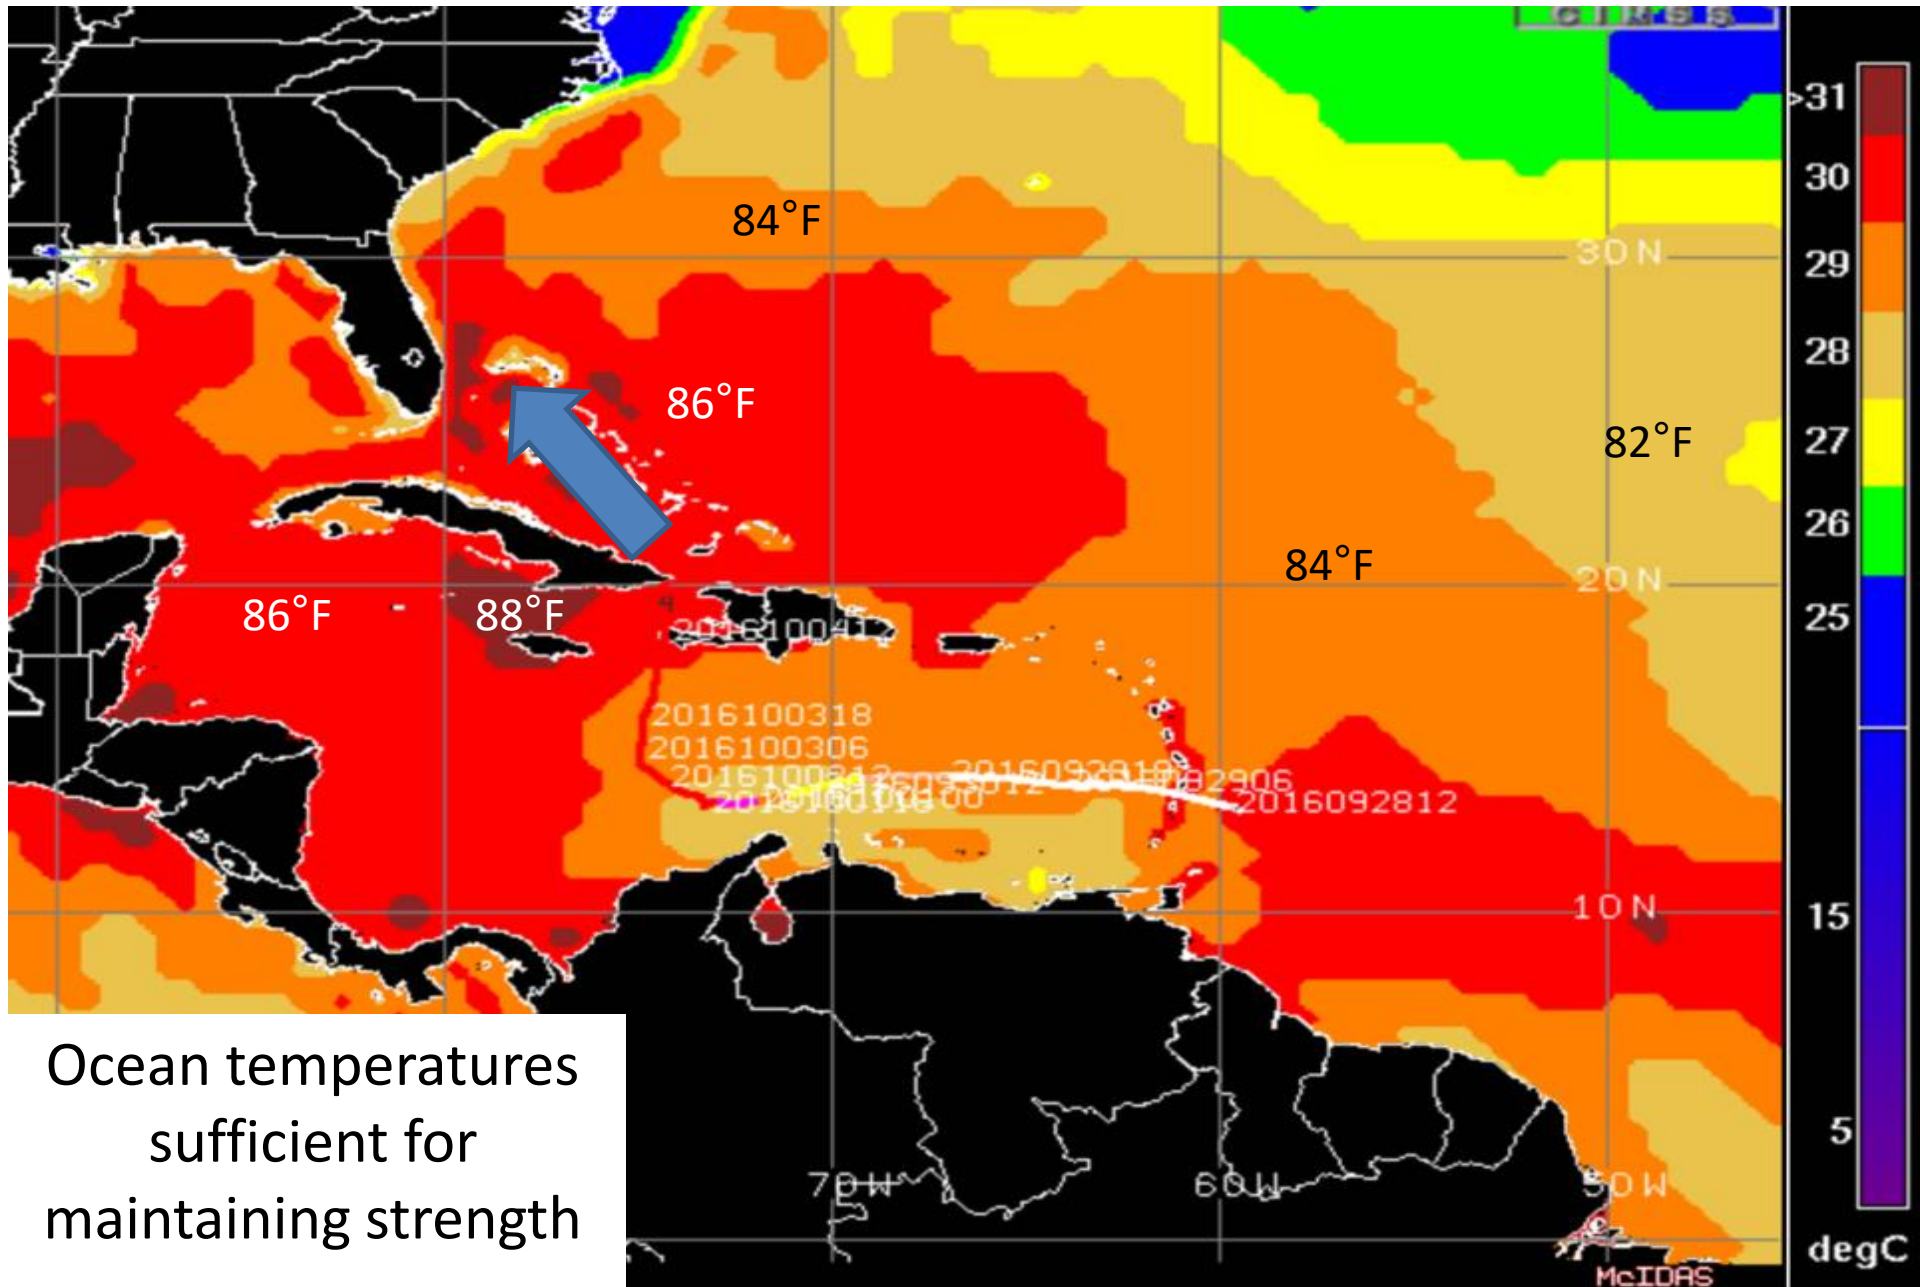 CIMSS
>31
84°F
30
30N
29
28
86°F
82°F
27
26
84°F
20N
86°F
88°F
25
2016100318
2016100306
2016092812
10N
15
5
Ocean temperatures
sufficient for
maintaining strength
70W
60W
50W
degC
McIDAS